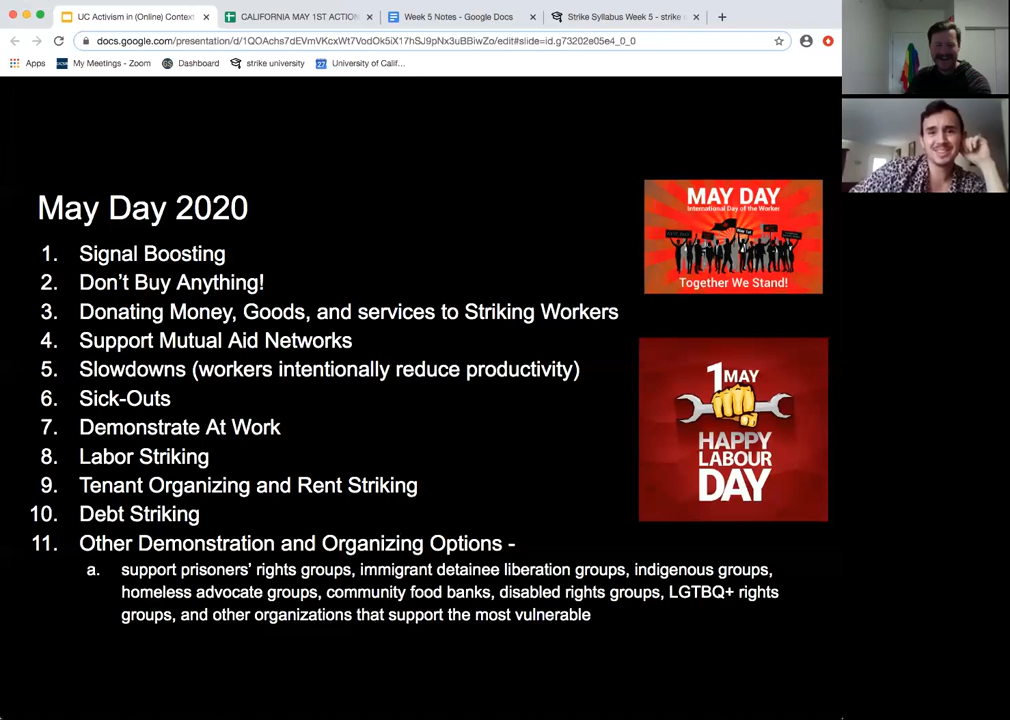 UC Activism in (Online) Context
CALIFORNIA MAY 1ST ACTION
Week 5 Notes - Google Docs
Strike Syllabus Week 5 - strike
docs.google.com/presentation/d/1QOAchs7dEVmVKcxWt7VodOk5iX17hSJ9pNx3uBBiwZo/edit#slide=id.g73202e05e4_0_0
Apps
My Meetings - Zoom
Dashboard
strike university
27
University of Calif...
May Day 2020
1. Signal Boosting
2. Don't Buy Anything!
3. Donating Money, Goods, and services to Striking Workers
4. Support Mutual Aid Networks
5. Slowdowns (workers intentionally reduce productivity)
6. Sick-Outs
7. Demonstrate At Work
8. Labor Striking
9. Tenant Organizing and Rent Striking
10. Debt Striking
11. Other Demonstration and Organizing Options -
a. support prisoners' rights groups, immigrant detainee liberation groups, indigenous groups,
homeless advocate groups, community food banks, disabled rights groups, LGTBQ+ rights
groups, and other organizations that support the most vulnerable
MAY DAY
International Day of the Worker
Together We Stand!
1 MAY
HAPPY
LABOUR
DAY